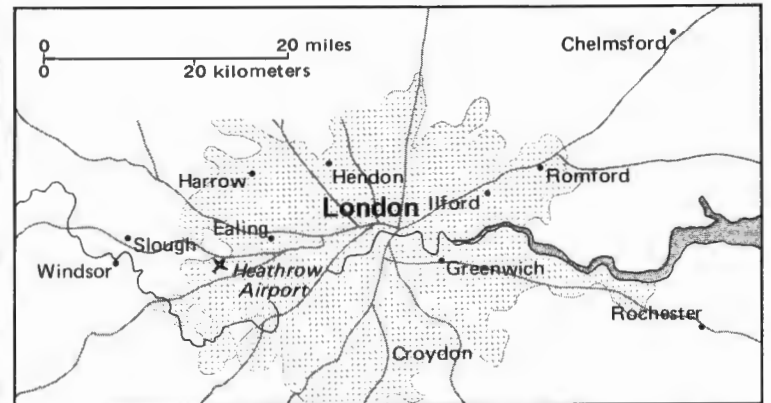 0 20 miles
0 20 kilometers
Chelmsford
Harrow
Hendon
Romford
London
Ilford
Ealing
Slough
Windsor
Heathrow
Airport
Greenwich
Rochester
Croydon